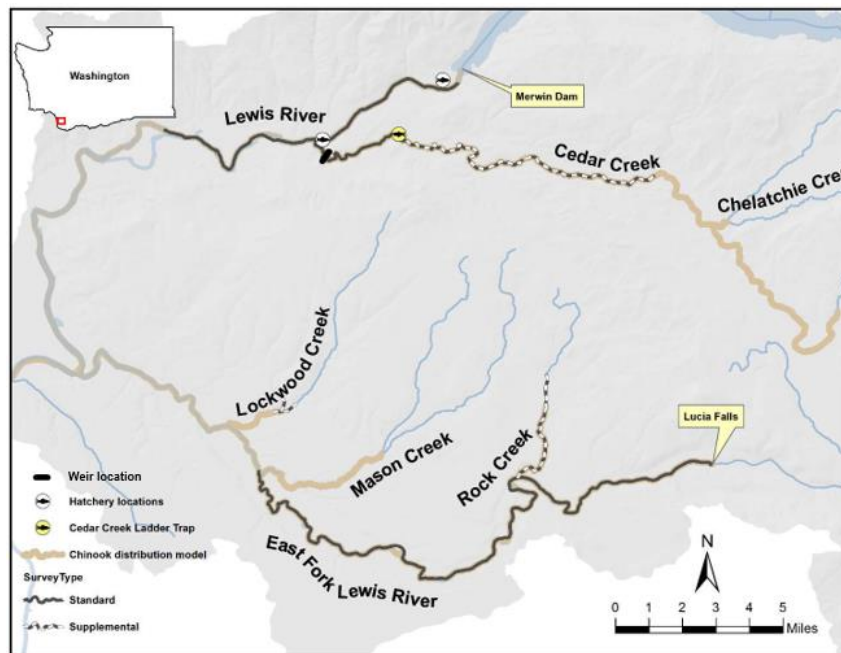 Washington
Merwin Dam
Lewis River
Cedar Creek
Chelatchie Cree
Lockwood Creek
Mason Creek
Rock Creek
Lucia Falls
East Fork Lewis River
Weir location
Hatchery locations
Cedar Creek Ladder Trap
Chinook distribution model
SurveyType
Standard
Supplemental
N
0 1 2 3 4 5
Miles